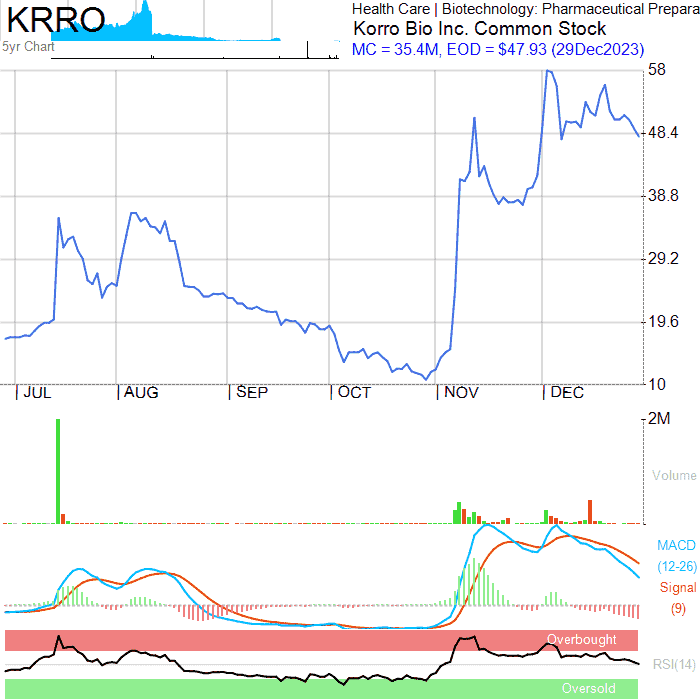 KRRO
5yr Chart
Health Care | Biotechnology: Pharmaceutical Prepara
Korro Bio Inc. Common Stock
MC = 35.4M, EOD = $47.93 (29Dec2023)
58
48.4
38.8
29.2
19.6
10
JUL AUG SEP OCT NOV DEC
2M
Volume
MACD
(12-26)
Signal
(9)
Overbought
RSI(14)
Oversold